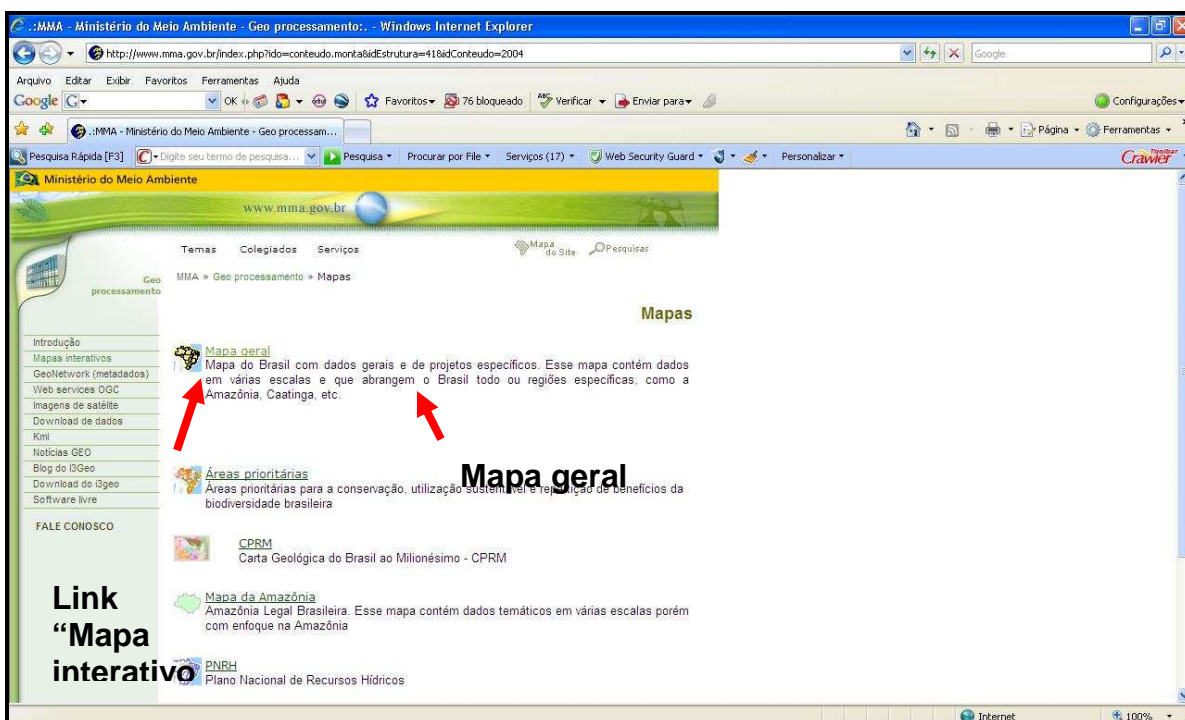 .:MMA - Ministério do Meio Ambiente - Geo processamento:. - Windows Internet Explorer
http://www.mma.gov.br/index.php?ido=conteudo.monta&idEstrutura=41&idConteudo=2004
Google
Arquivo Editar Exibir Favoritos Ferramentas Ajuda
Google G OK Favoritos 76 bloqueado ABC Verificar Enviar para Configurações
.:MMA - Ministério do Meio Ambiente - Geo processam... Página Ferramentas
Pesquisa Rápida [F3] Digite seu termo de pesquisa... Pesquisa Procurar por File Serviços (17) Web Security Guard Personalizar Crawler Toolbar
Ministério do Meio Ambiente
www.mma.gov.br
Temas Colegiados Serviços Mapa do Site Pesquisas
Geo processamento
MMA » Geo processamento » Mapas
Mapas
Introdução
Mapas interativos
GeoNetwork (metadados)
Web services OGC
Imagens de satélite
Download de dados
Kml
Notícias GEO
Blog do I3Geo
Download do i3geo
Software livre
FALE CONOSCO
Mapa geral
Mapa do Brasil com dados gerais e de projetos específicos. Esse mapa contém dados
em várias escalas e que abrangem o Brasil todo ou regiões específicas, como a
Amazônia, Caatinga, etc.
Mapa geral
Áreas prioritárias
Áreas prioritárias para a conservação, utilização sustentável e repartição de benefícios da
biodiversidade brasileira
CPRM
Carta Geológica do Brasil ao Milionésimo - CPRM
Mapa da Amazônia
Amazônia Legal Brasileira. Esse mapa contém dados temáticos em várias escalas porém
com enfoque na Amazônia
PNRH
Plano Nacional de Recursos Hídricos
Link
“Mapa
interativo
Internet 100%